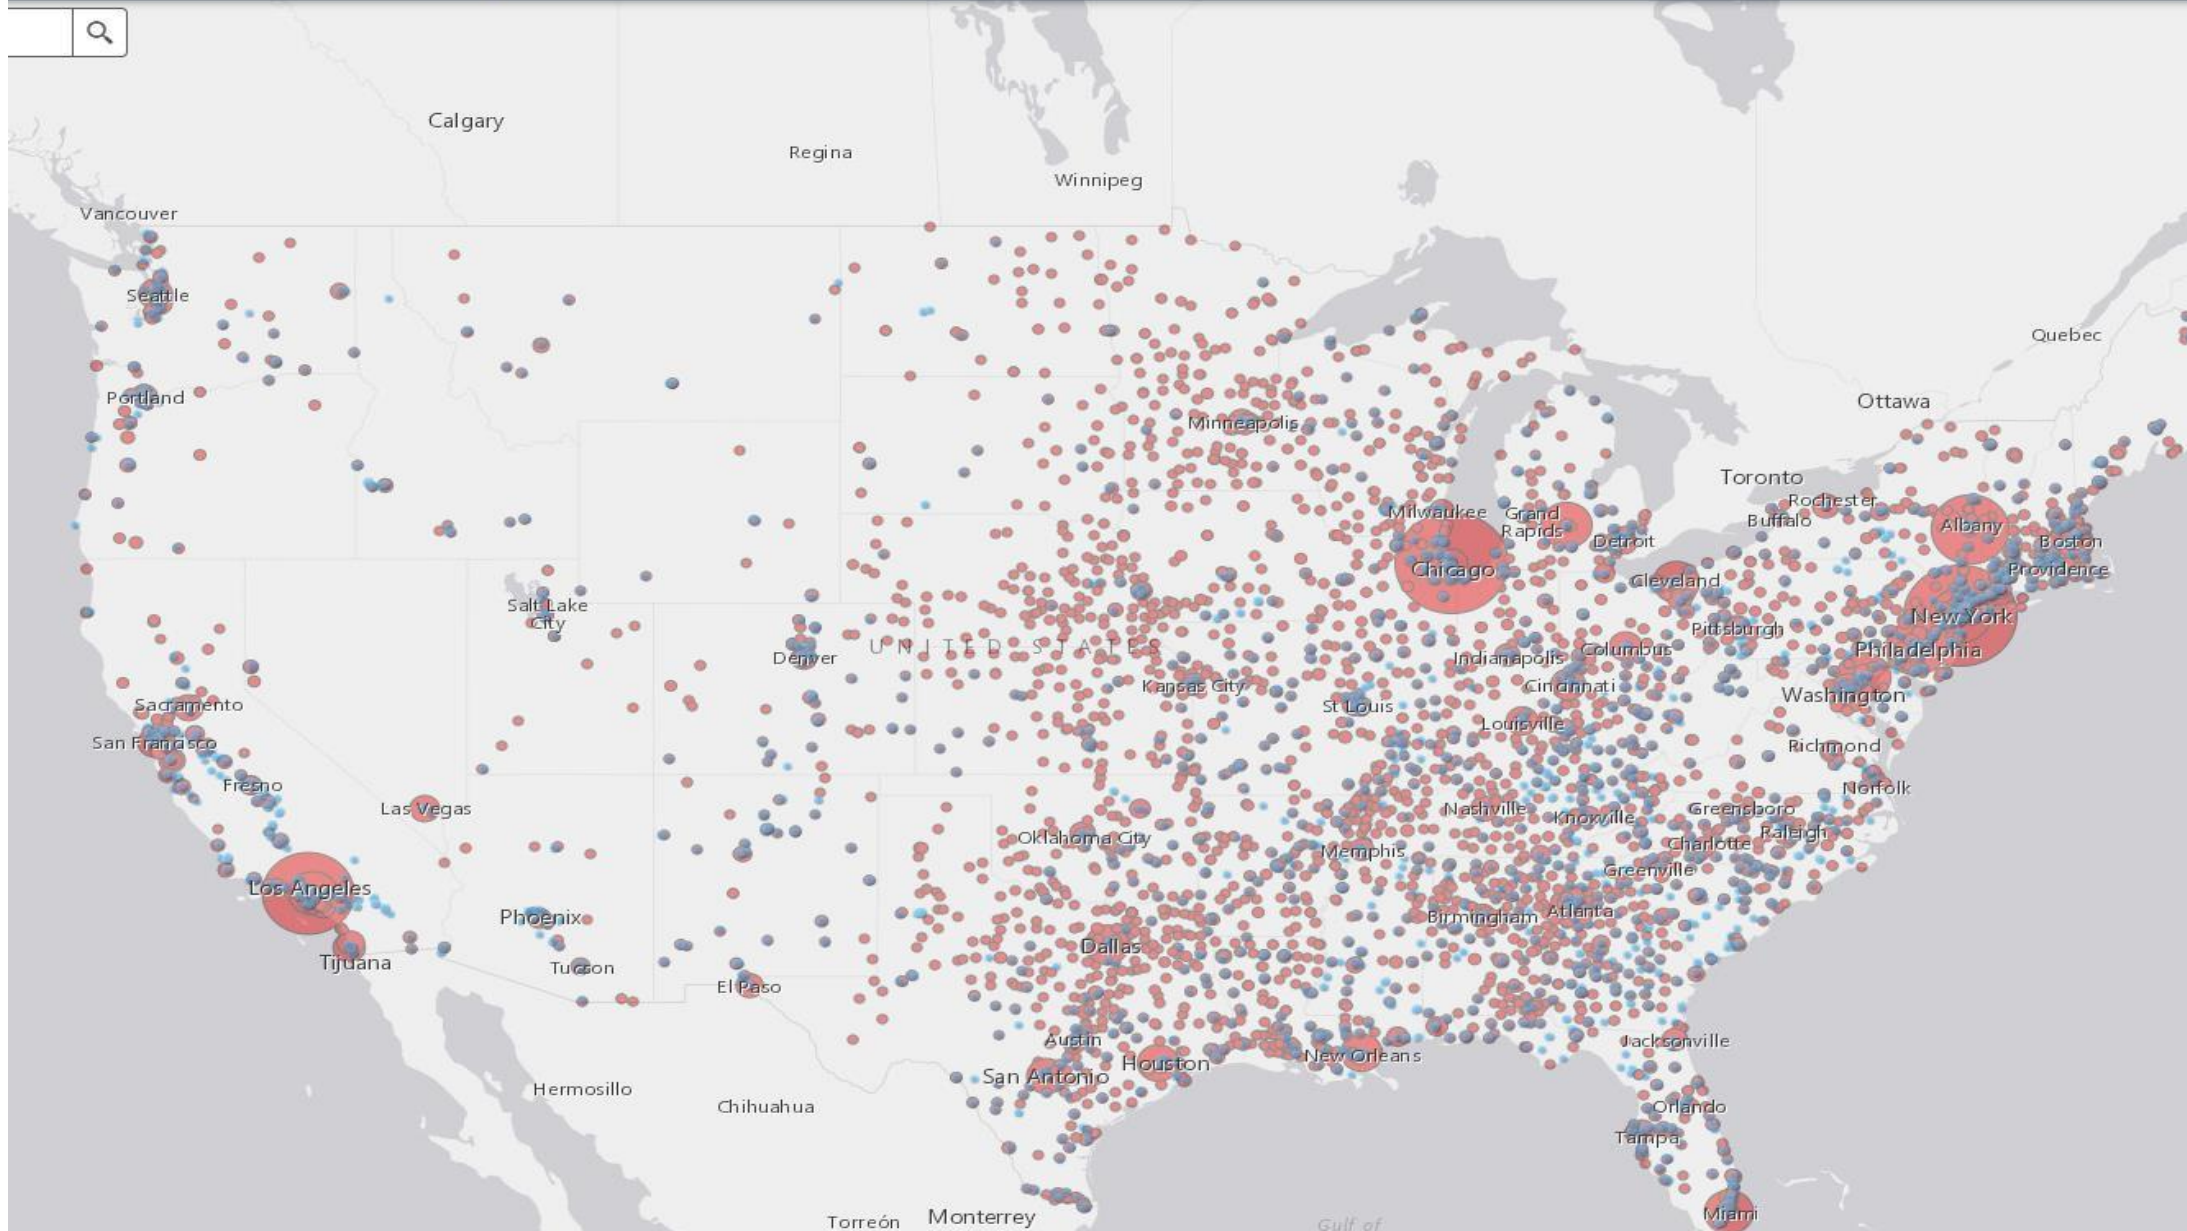 Calgary
Regina
Winnipeg
Vancouver
Seattle
Quebec
Portland
Ottawa
Minneapolis
Toronto
Rochester
Milwaukee
Grand
Rapids
Buffalo
Albany
Detroit
Boston
Chicago
Providence
Cleveland
Salt Lake
City
New York
Pittsburgh
UNITED STATES
Denver
Indianapolis
Columbus
Philadelphia
Kansas City
Cincinnati
Washington
Sacramento
St Louis
Louisville
San Francisco
Richmond
Fresno
Norfolk
Las Vegas
Nashville
Knoxville
Greensboro
Oklahoma City
Raleigh
Memphis
Charlotte
Greenville
Los Angeles
Phoenix
Birmingham
Atlanta
Dallas
Tijuana
Tucson
El Paso
Austin
Jacksonville
New Orleans
Houston
San Antonio
Hermosillo
Chihuahua
Orlando
Tampa
Miami
Torreón
Monterrey
Gulf of